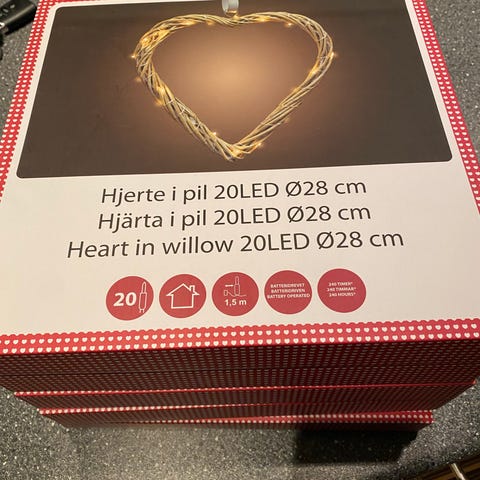 Hjerte i pil 20LED Ø28 cm
Hjärta i pil 20LED Ø28 cm
Heart in willow 20LED Ø28 cm
20
1,5 m
BATTERIDREVET
BATTERIDRIVEN
BATTERY OPERATED
240 TIMER*
240 TIMMAR*
240 HOURS*